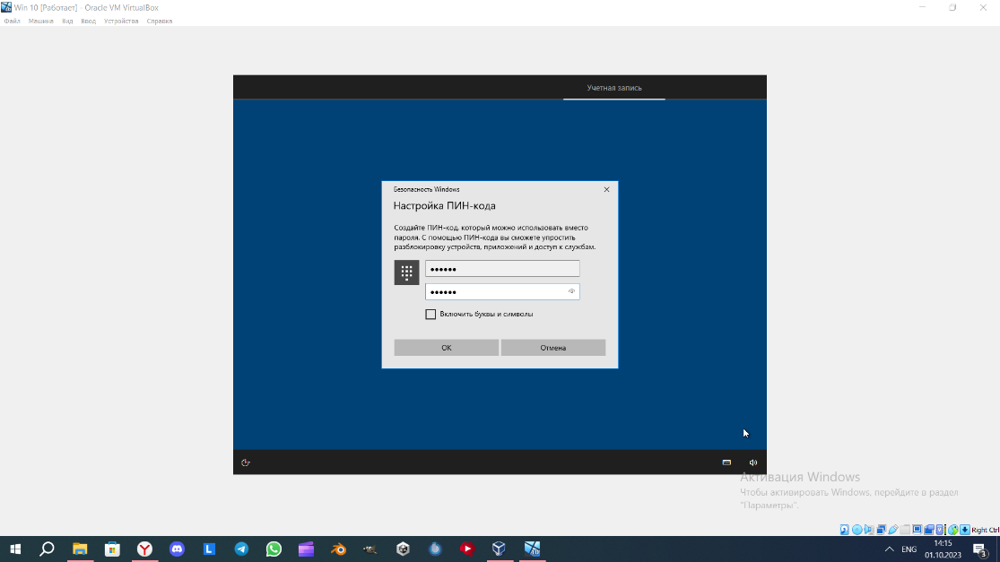 Win 10 [Работает] - Oracle VM VirtualBox
Файл Машина Вид Ввод Устройства Справка
Учетная запись
Безопасность Windows
Настройка ПИН-кода
Создайте ПИН-код, который можно использовать вместо
пароля. С помощью ПИН-кода вы сможете упростить
разблокировку устройств, приложений и доступ к службам.
Включить буквы и символы
ОК Отмена
Активация Windows
Чтобы активировать Windows, перейдите в раздел
"Параметры".
Right Ctrl
ENG
14:15
01.10.2023
3